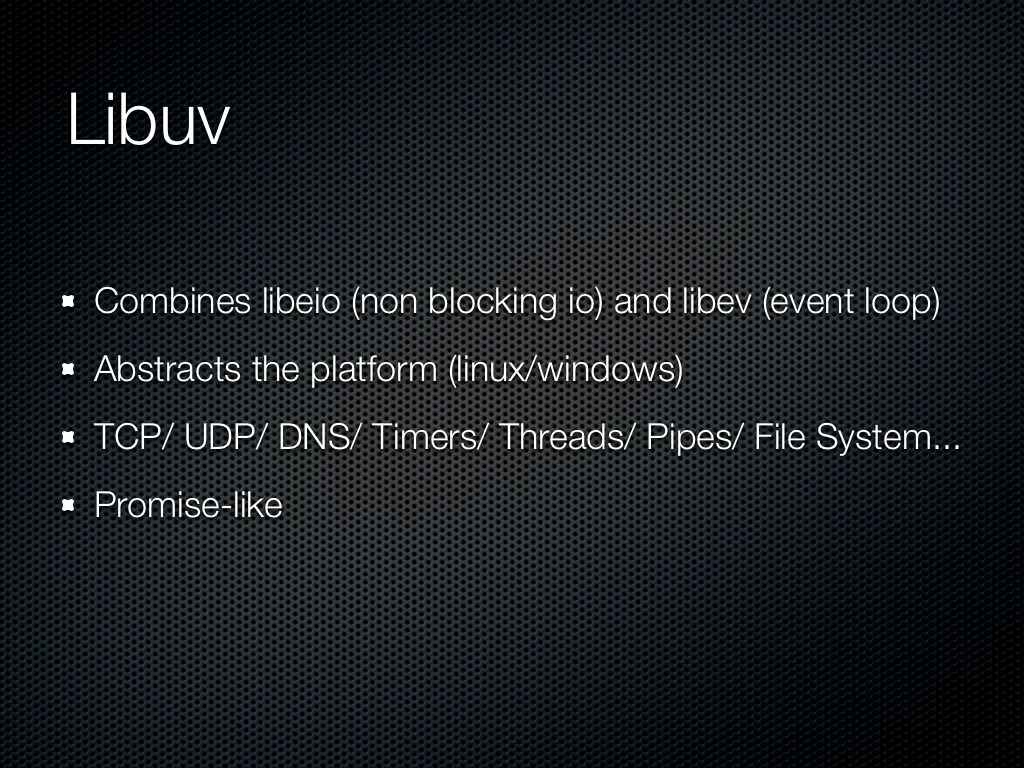 Libuv
Combines libeio (non blocking io) and libev (event loop)
Abstracts the platform (linux/windows)
TCP/ UDP/ DNS/ Timers/ Threads/ Pipes/ File System...
Promise-like